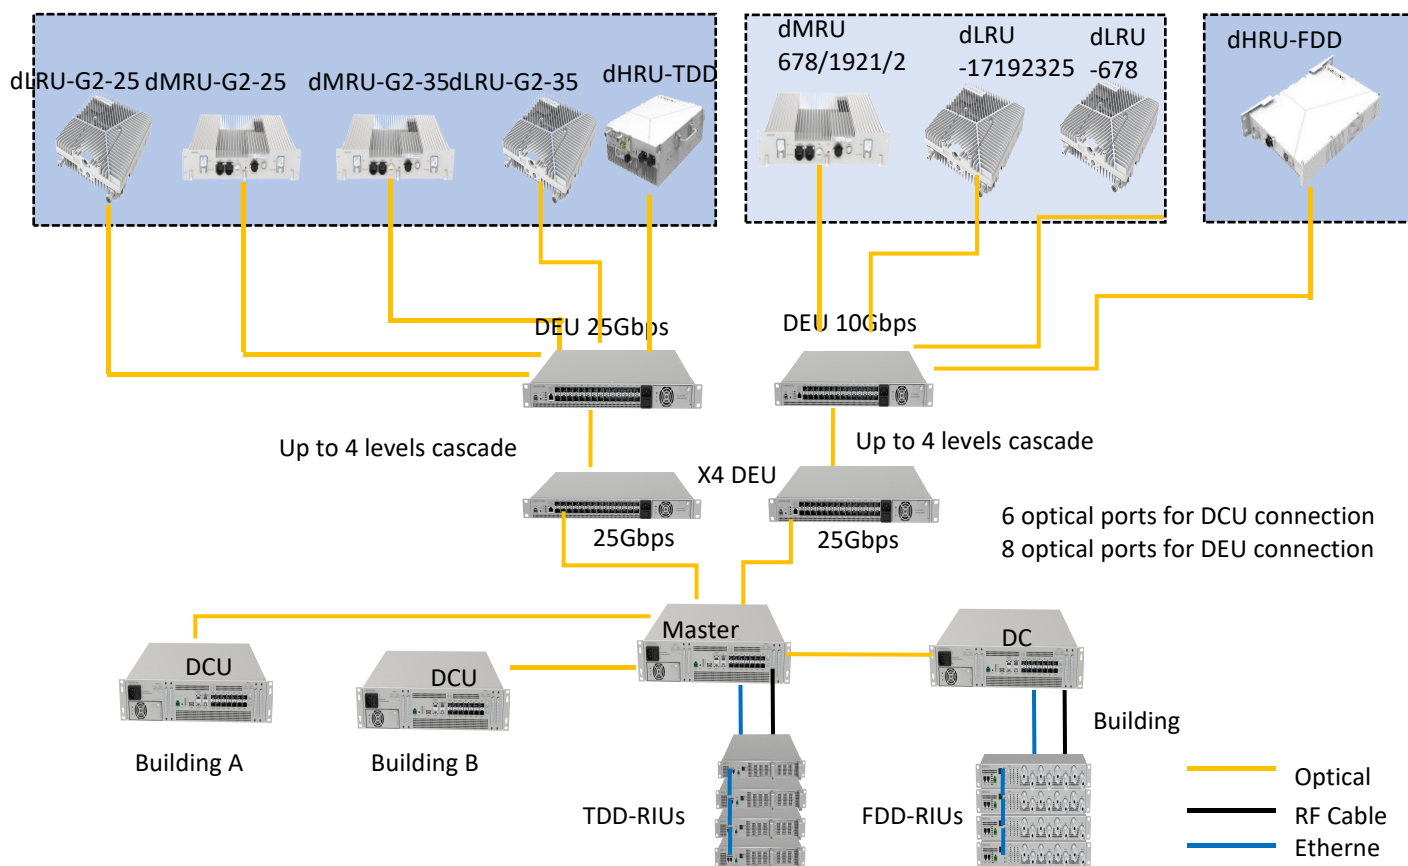 dMRU
678/1921/2
dLRU
-17192325
dLRU
-678
dHRU-FDD
dLRU-G2-25
dMRU-G2-25
dMRU-G2-35
dLRU-G2-35
dHRU-TDD
DEU 25Gbps
DEU 10Gbps
Up to 4 levels cascade
Up to 4 levels cascade
X4 DEU
25Gbps
25Gbps
6 optical ports for DCU connection
8 optical ports for DEU connection
Master
DC
DCU
DCU
Building A
Building B
Building
TDD-RIUs
FDD-RIUs
Optical
RF Cable
Etherne